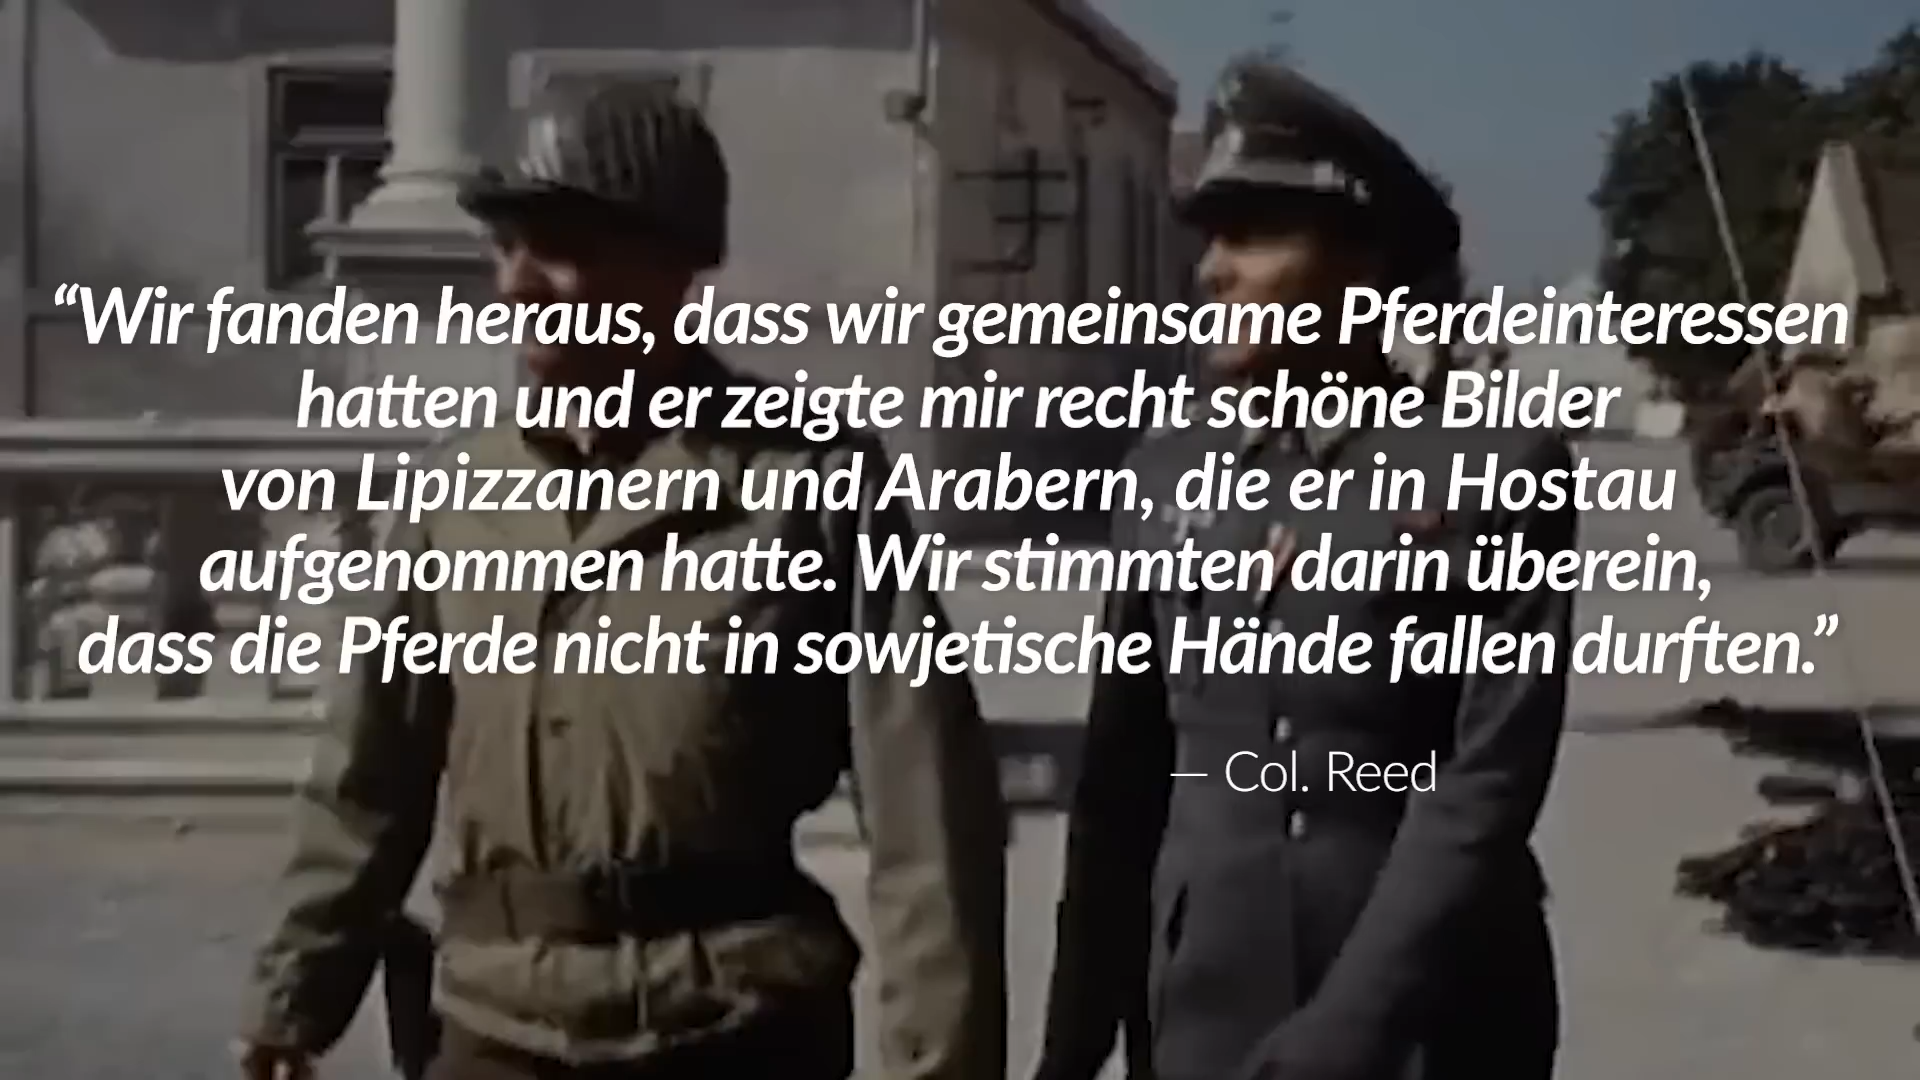 “Wir fanden heraus, dass wir gemeinsame Pferdeinteressen
hatten und er zeigte mir recht schöne Bilder
von Lipizzanern und Arabern, die er in Hostau
aufgenommen hatte. Wir stimmten darin überein,
dass die Pferde nicht in sowjetische Hände fallen durften.”
— Col. Reed